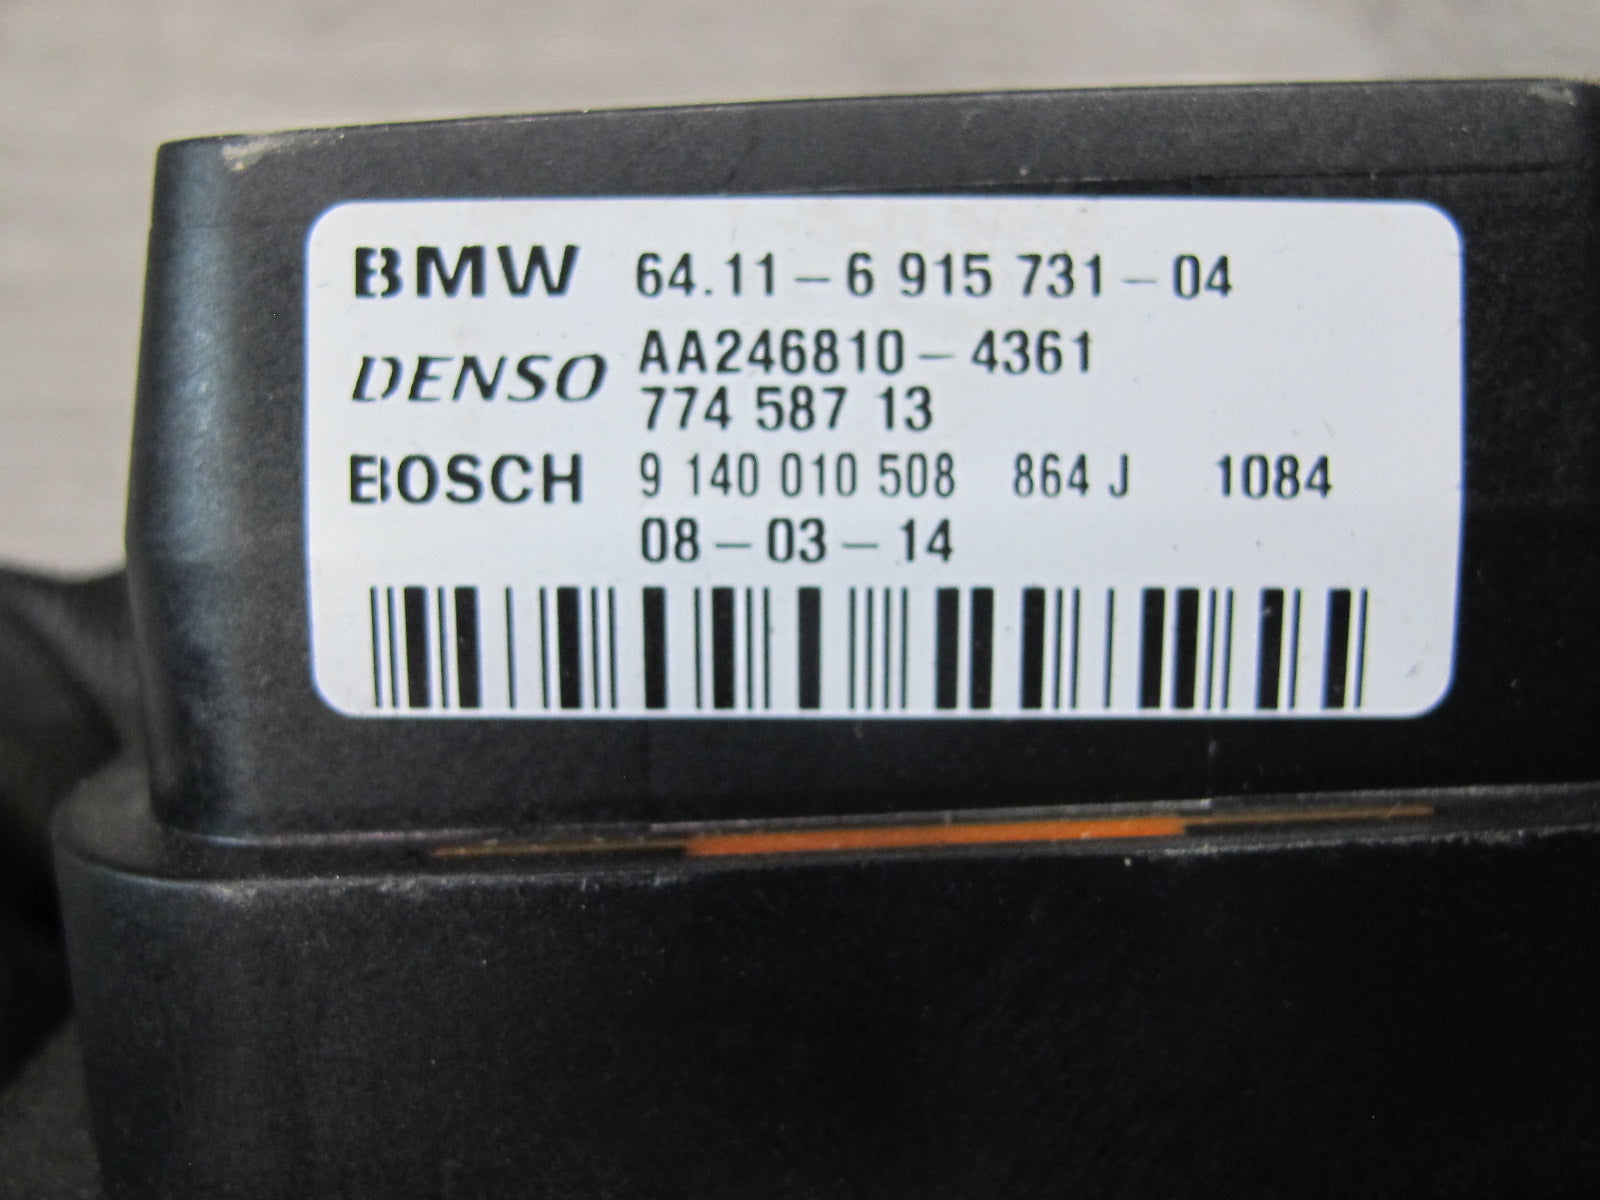 BMW 64.11-6 915 731-04
DENSO AA246810-4361
774 587 13
BOSCH 9 140 010 508 864 J 1084
08-03-14